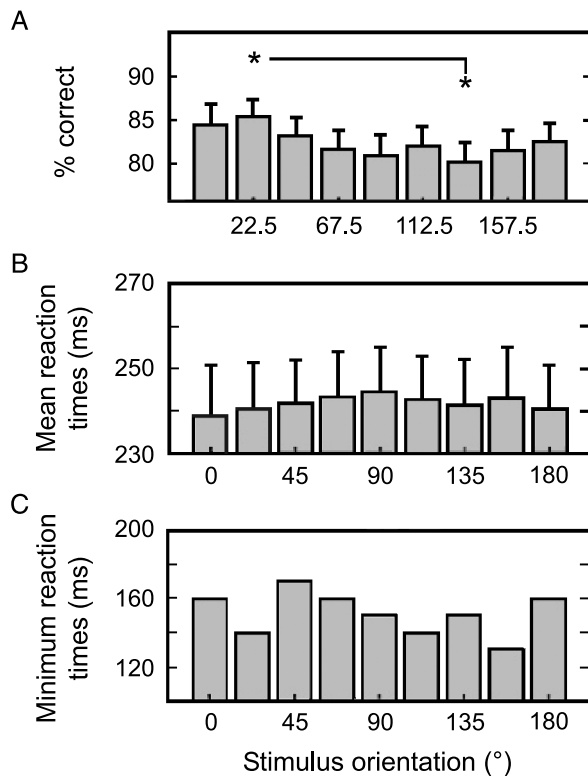 A
% correct
90
85
80
* *
22.5 67.5 112.5 157.5
B
Mean reaction
times (ms)
270
250
230
0 45 90 135 180
C
Minimum reaction
times (ms)
200
160
120
0 45 90 135 180
Stimulus orientation (°)